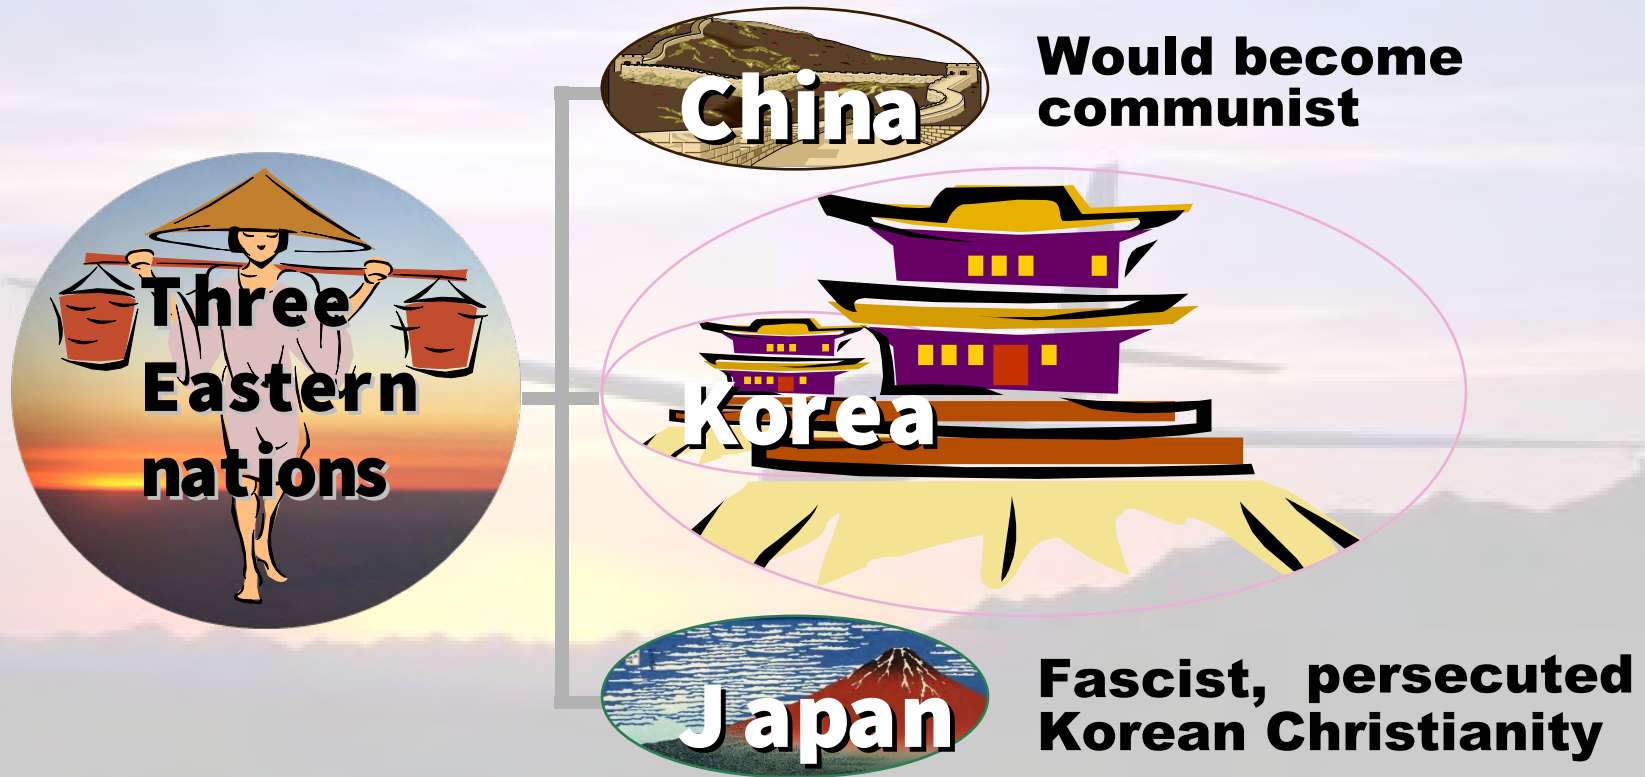 Three
Eastern
nations
China
Would become
communist
Korea
Japan
Fascist, persecuted
Korean Christianity